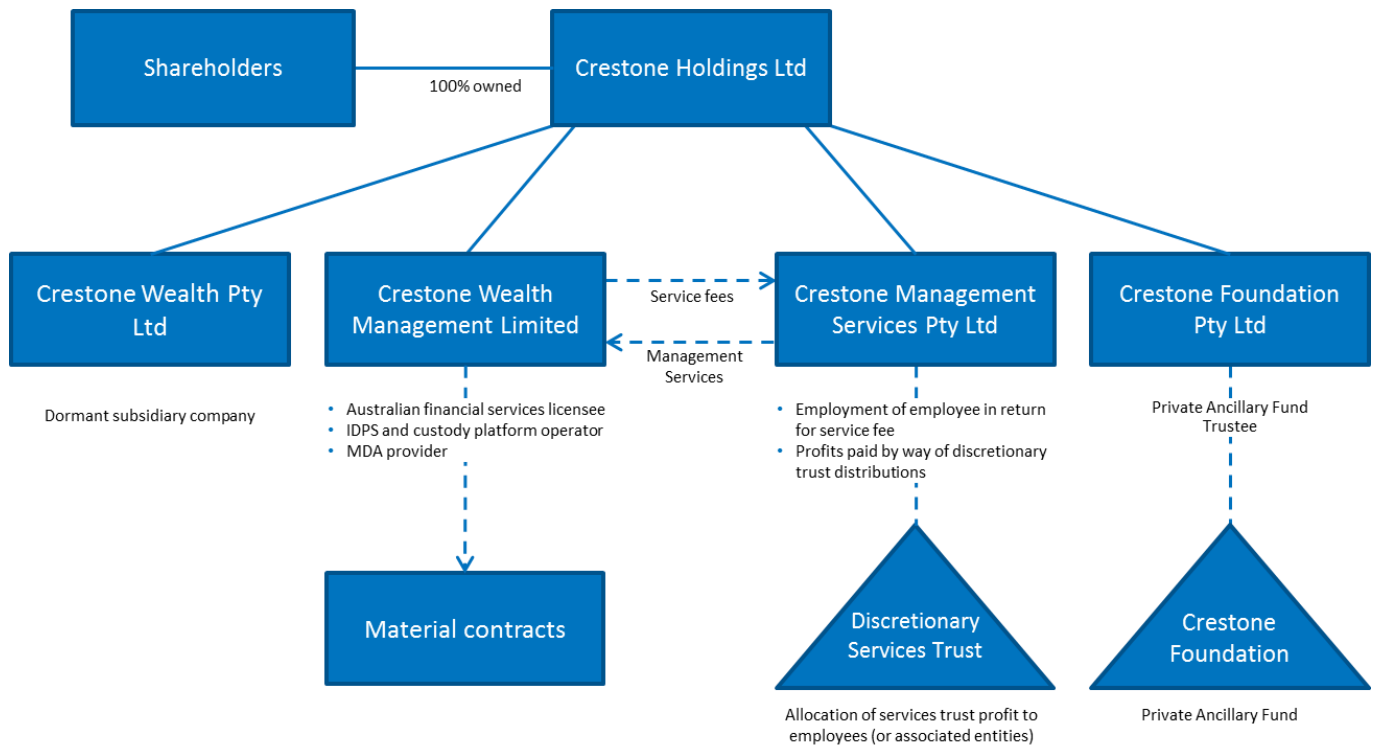 Shareholders
100% owned
Crestone Holdings Ltd
Crestone Wealth Pty
Ltd
Dormant subsidiary company
Crestone Wealth
Management Limited
Service fees
Management
Services
Crestone Management
Services Pty Ltd
Crestone Foundation
Pty Ltd
• Australian financial services licensee
• IDPS and custody platform operator
• MDA provider
• Employment of employee in return
for service fee
• Profits paid by way of discretionary
trust distributions
Private Ancillary Fund
Trustee
Material contracts
Discretionary
Services Trust
Crestone
Foundation
Allocation of services trust profit to
employees (or associated entities)
Private Ancillary Fund